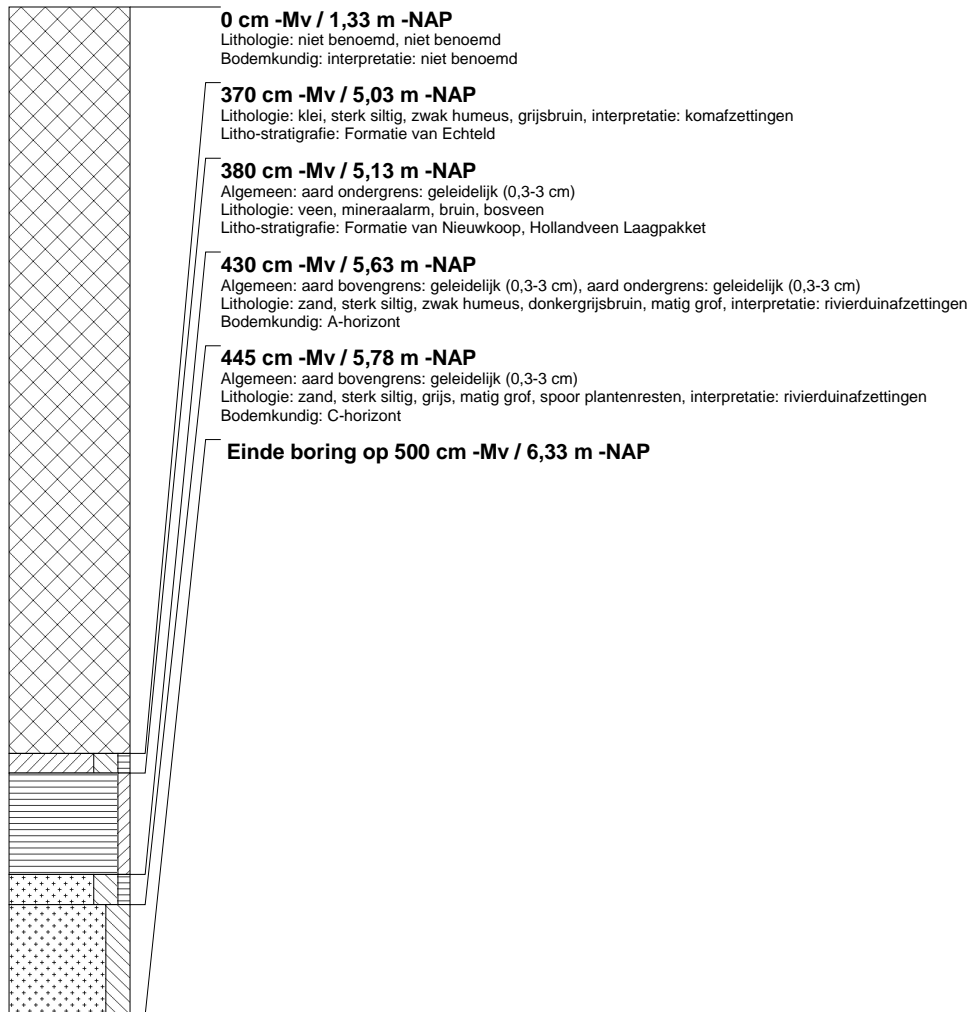 0 cm -Mv / 1,33 m -NAP
Lithologie: niet benoemd, niet benoemd
Bodemkundig: interpretatie: niet benoemd
370 cm -Mv / 5,03 m -NAP
Lithologie: klei, sterk siltig, zwak humeus, grijsbruin, interpretatie: komafzettingen
Litho-stratigrafie: Formatie van Echteld
380 cm -Mv / 5,13 m -NAP
Algemeen: aard ondergrens: geleidelijk (0,3-3 cm)
Lithologie: veen, mineraalarm, bruin, bosveen
Litho-stratigrafie: Formatie van Nieuwkoop, Hollandveen Laagpakket
430 cm -Mv / 5,63 m -NAP
Algemeen: aard bovengrens: geleidelijk (0,3-3 cm), aard ondergrens: geleidelijk (0,3-3 cm)
Lithologie: zand, sterk siltig, zwak humeus, donkergrijsbruin, matig grof, interpretatie: rivierduinafzettingen
Bodemkundig: A-horizont
445 cm -Mv / 5,78 m -NAP
Algemeen: aard bovengrens: geleidelijk (0,3-3 cm)
Lithologie: zand, sterk siltig, grijs, matig grof, spoor plantenresten, interpretatie: rivierduinafzettingen
Bodemkundig: C-horizont
Einde boring op 500 cm -Mv / 6,33 m -NAP